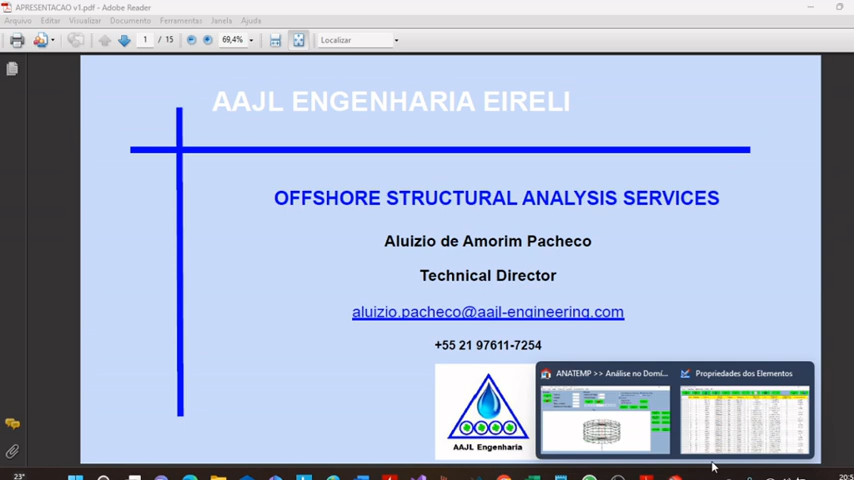 APRESENTACAO v1.pdf - Adobe Reader
Arquivo Editar Visualizar Documento Ferramentas Janela Ajuda
1 / 15 69,4% Localizar
AAJL ENGENHARIA EIRELI
OFFSHORE STRUCTURAL ANALYSIS SERVICES
Aluizio de Amorim Pacheco
Technical Director
aluizio.pacheco@aajl-engineering.com
+55 21 97611-7254
ANATEMP >> Análise no Domí... Propriedades dos Elementos
AAJL Engenharia
23°